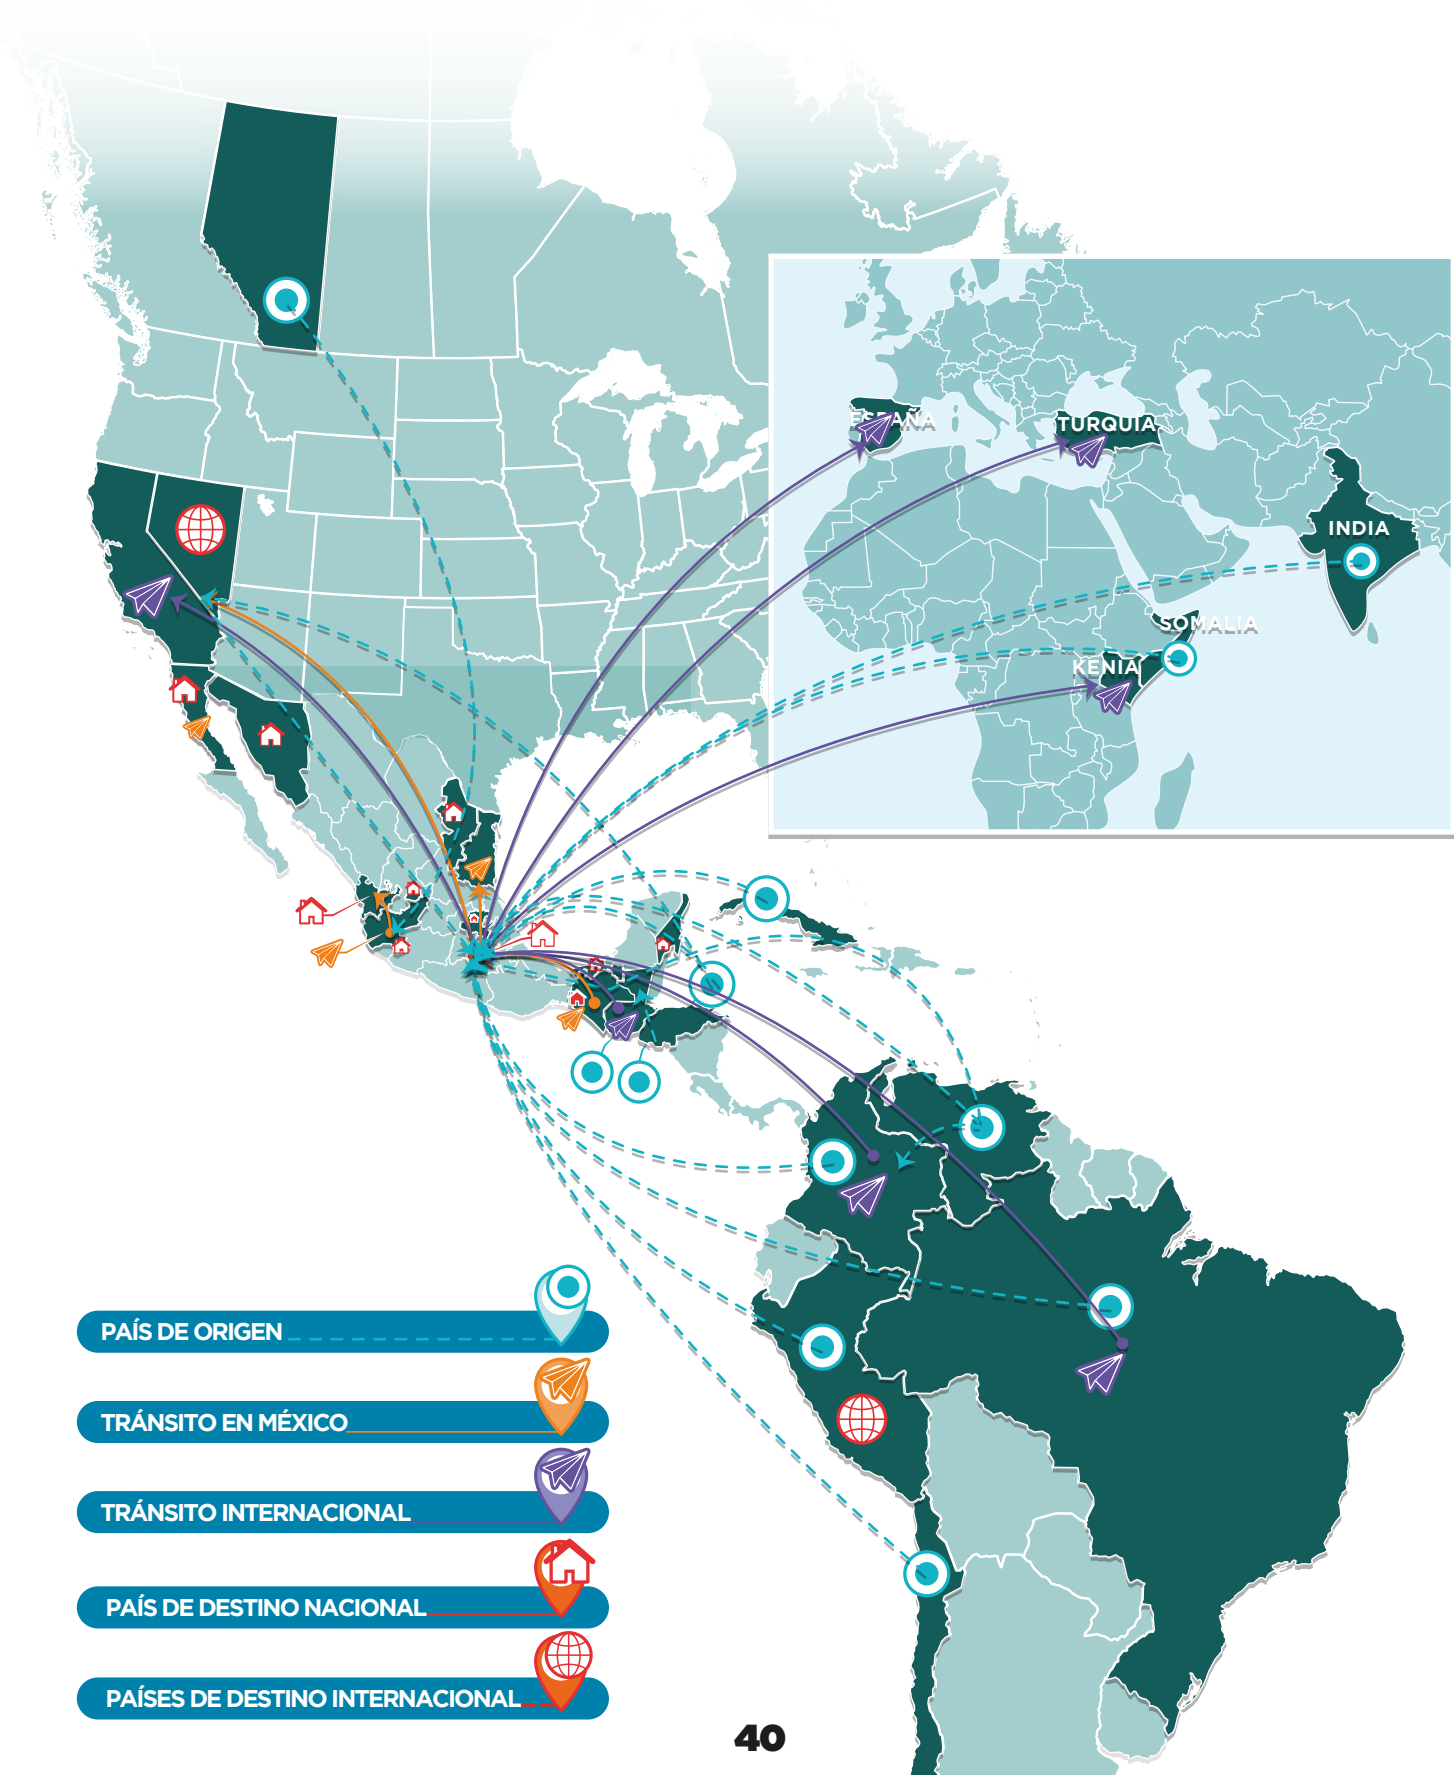 ESPAÑA
TURQUIA
INDIA
SOMALIA
KENIA
PAÍS DE ORIGEN
TRÁNSITO EN MÉXICO
TRÁNSITO INTERNACIONAL
PAÍS DE DESTINO NACIONAL
PAÍSES DE DESTINO INTERNACIONAL
40